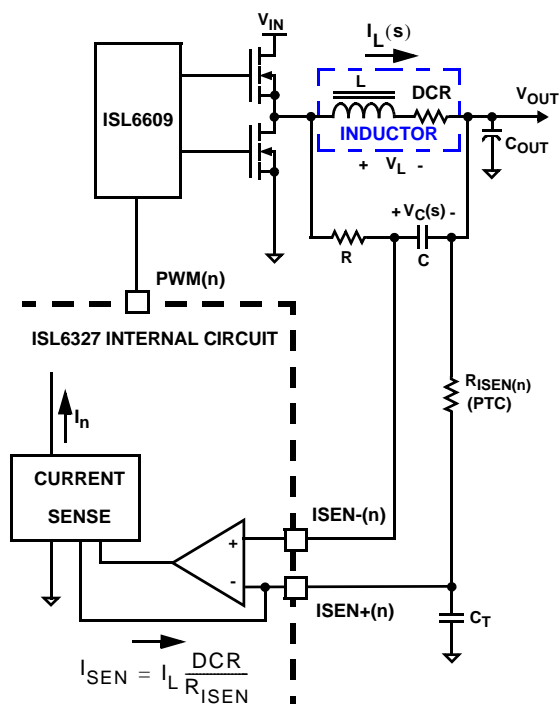 V_IN
I_L(s)
ISL6609
L
DCR
INDUCTOR
V_OUT
C_OUT
+ V_L -
+ V_C(s) -
R
C
PWM(n)
ISL6327 INTERNAL CIRCUIT
R_ISEN(n)
(PTC)
I_n
CURRENT
SENSE
ISEN-(n)
+
-
ISEN+(n)
C_T
I_SEN = I_L DCR/R_ISEN